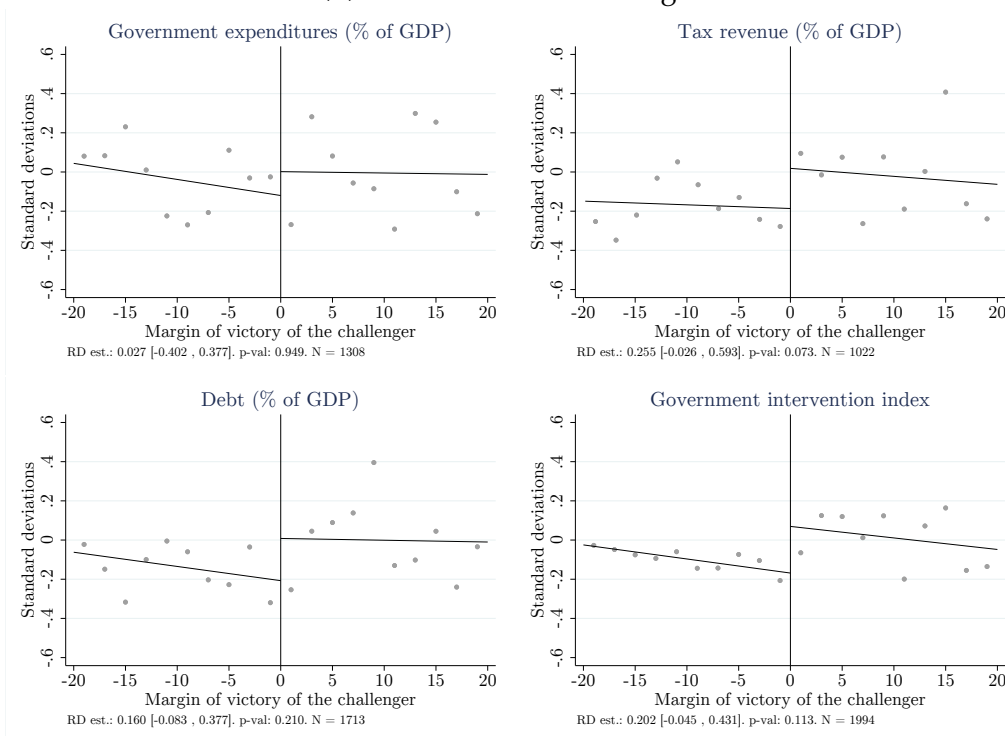 Government expenditures (% of GDP)
Standard deviations
.6
.4
.2
0
-.2
-.4
-.6
-20 -15 -10 -5 0 5 10 15 20
Margin of victory of the challenger
RD est.: 0.027 [-0.402 , 0.377]. p-val: 0.949. N = 1308
Tax revenue (% of GDP)
Standard deviations
.6
.4
.2
0
-.2
-.4
-.6
-20 -15 -10 -5 0 5 10 15 20
Margin of victory of the challenger
RD est.: 0.255 [-0.026 , 0.593]. p-val: 0.073. N = 1022
Debt (% of GDP)
Standard deviations
.6
.4
.2
0
-.2
-.4
-.6
-20 -15 -10 -5 0 5 10 15 20
Margin of victory of the challenger
RD est.: 0.160 [-0.083 , 0.377]. p-val: 0.210. N = 1713
Government intervention index
Standard deviations
.6
.4
.2
0
-.2
-.4
-.6
-20 -15 -10 -5 0 5 10 15 20
Margin of victory of the challenger
RD est.: 0.202 [-0.045 , 0.431]. p-val: 0.113. N = 1994